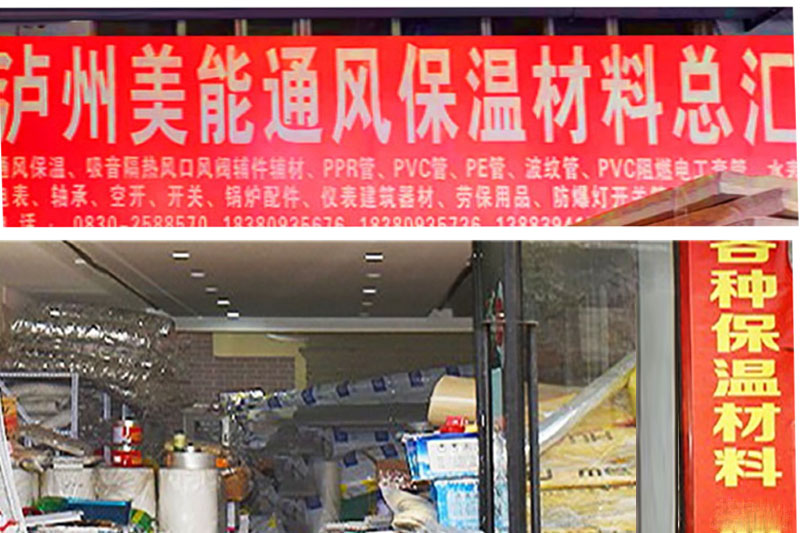 泸州美能通风保温材料总汇
通风保温、吸音隔热风口风阀辅件辅材、PPR管、PVC管、PE管、波纹管、PVC阻燃电工套管、水
电表、轴承、空开、开关、锅炉配件、仪表建筑器材、劳保用品、防爆灯开关
电话：0830-2588570 18380935676 18280935736
各种保温材料